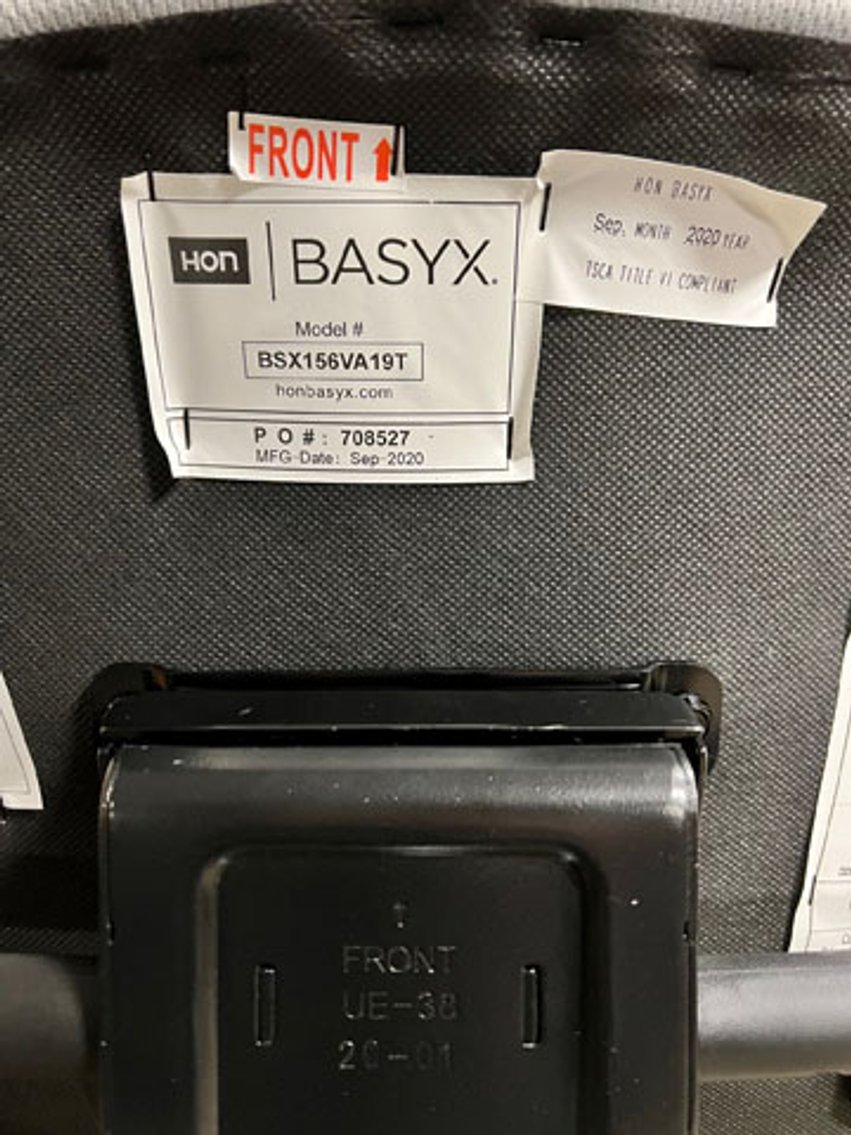 FRONT ↑
HON | BASYX.
Model #
BSX156VA19T
honbasyx.com
P O #: 708527
MFG Date: Sep-2020
HON BASYX
Sep. MONTH 2020 YEAR
TSCA TITLE VI COMPLIANT
↑
FRONT
UE-38
20-01